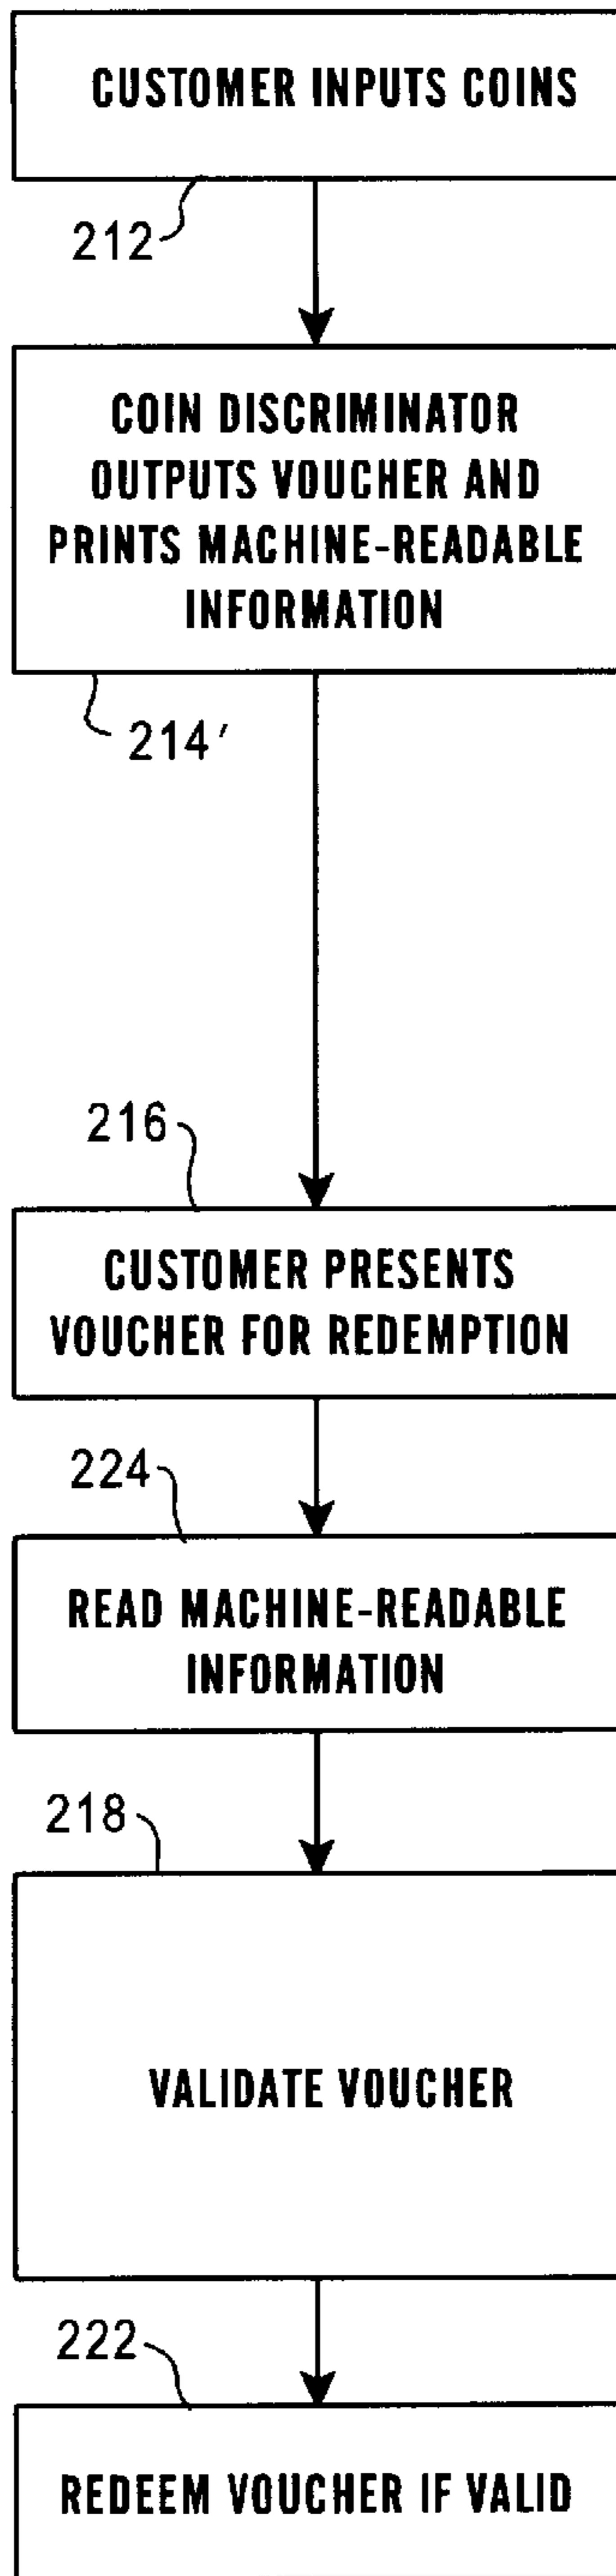 CUSTOMER INPUTS COINS
212
COIN DISCRIMINATOR
OUTPUTS VOUCHER AND
PRINTS MACHINE-READABLE
INFORMATION
214'
216
CUSTOMER PRESENTS
VOUCHER FOR REDEMPTION
224
READ MACHINE-READABLE
INFORMATION
218
VALIDATE VOUCHER
222
REDEEM VOUCHER IF VALID